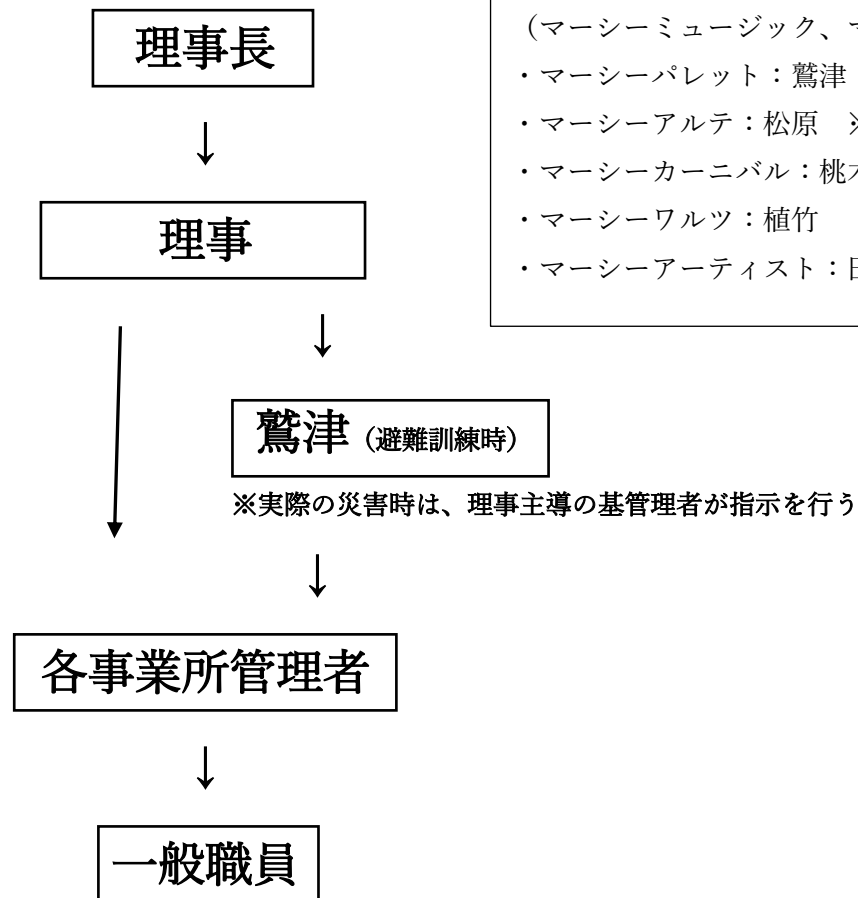 理事長
↓
理事
↓
鷲津（避難訓練時）
※実際の災害時は、理事主導の基管理者が指示を行う
↓
各事業所管理者
↓
一般職員
（マーシーミュージック、マ
・マーシーパレット：鷲津
・マーシーアルテ：松原　※
・マーシーカーニバル：桃
・マーシーワルツ：植竹
・マーシーアーティスト：